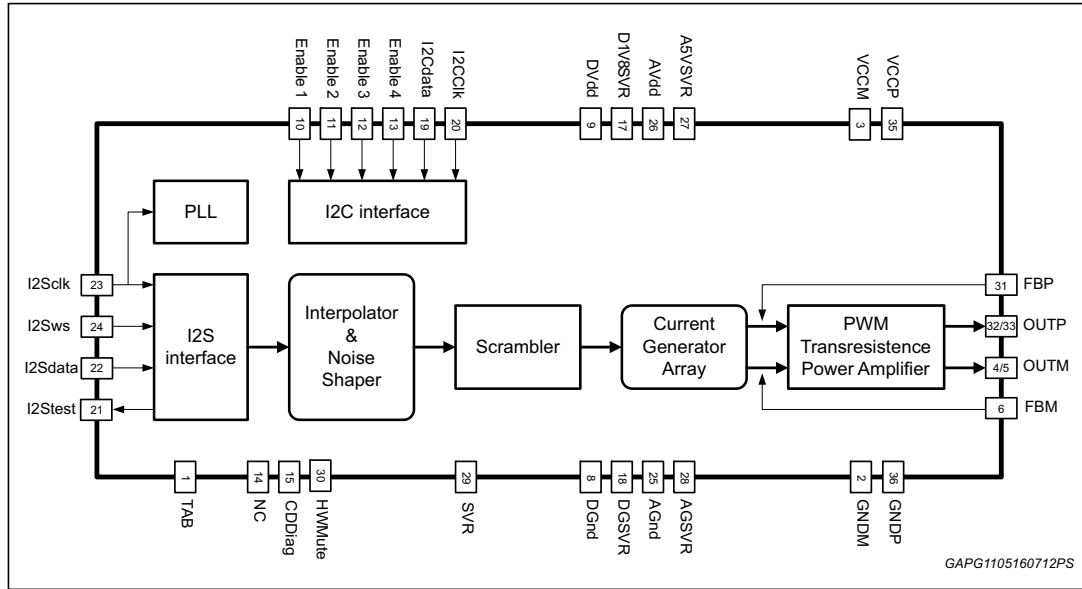 Enable 1
Enable 2
Enable 3
Enable 4
I2Cdata
I2CClk
DVdd
D1V8SVR
AVdd
A5VSVR
VCCM
VCCP
10
11
12
13
19
20
9
17
26
27
3
35
PLL
I2C interface
I2Sclk
23
I2Sws
24
I2Sdata
22
I2Stest
21
I2S
interface
Interpolator
&
Noise
Shaper
Scrambler
Current
Generator
Array
PWM
Transresistence
Power Amplifier
31
FBP
32/33
OUTP
4/5
OUTM
6
FBM
1
14
15
30
29
8
18
25
28
2
36
TAB
NC
CDDiag
HWMute
SVR
DGnd
DGSVR
AGnd
AGSVR
GNDM
GNDP
GAPG1105160712PS